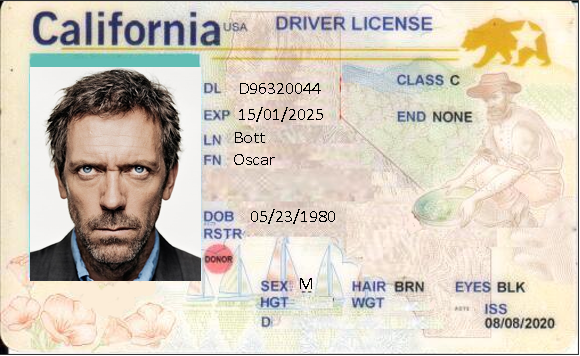 California USA DRIVER LICENSE
DL D96320044
CLASS C
EXP 15/01/2025
END NONE
LN Bott
FN Oscar
DOB 05/23/1980
RSTR
DONOR
SEX M HAIR BRN EYES BLK
HGT WGT
ISS
D 08/08/2020